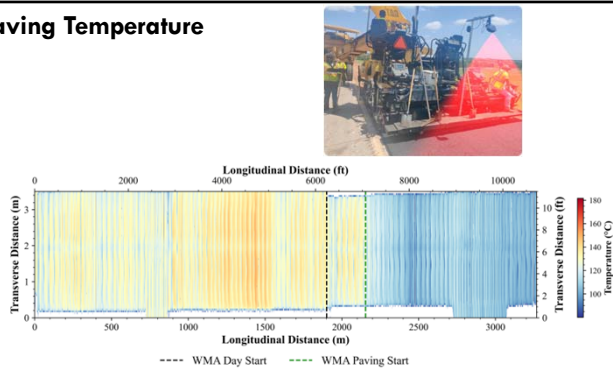 aving Temperature
Longitudinal Distance (ft)
0 2000 4000 6000 8000 10000
Transverse Distance (m)
3
2
1
0
10
8
6
4
2
0
Transverse Distance (ft)
180
160
140
120
100
Temperature (°C)
0 500 1000 1500 2000 2500 3000
Longitudinal Distance (m)
WMA Day Start WMA Paving Start